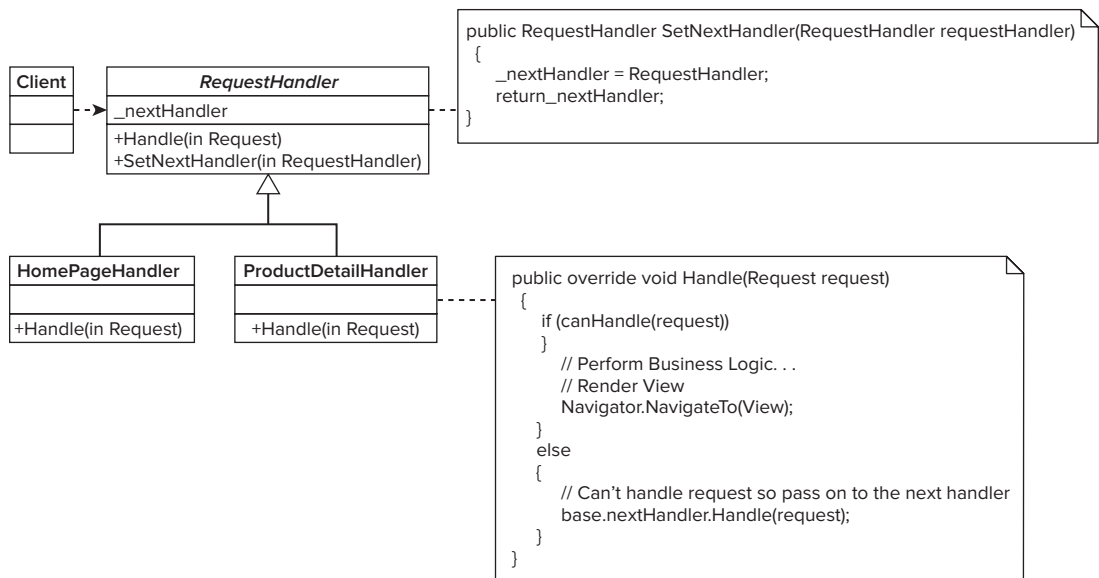 Client
RequestHandler
_nextHandler
+Handle(in Request)
+SetNextHandler(in RequestHandler)
public RequestHandler SetNextHandler(RequestHandler requestHandler)
{
_nextHandler = RequestHandler;
return_nextHandler;
}
HomePageHandler
+Handle(in Request)
ProductDetailHandler
+Handle(in Request)
public override void Handle(Request request)
{
if (canHandle(request))
}
// Perform Business Logic. . .
// Render View
Navigator.NavigateTo(View);
}
else
{
// Can't handle request so pass on to the next handler
base.nextHandler.Handle(request);
}
}